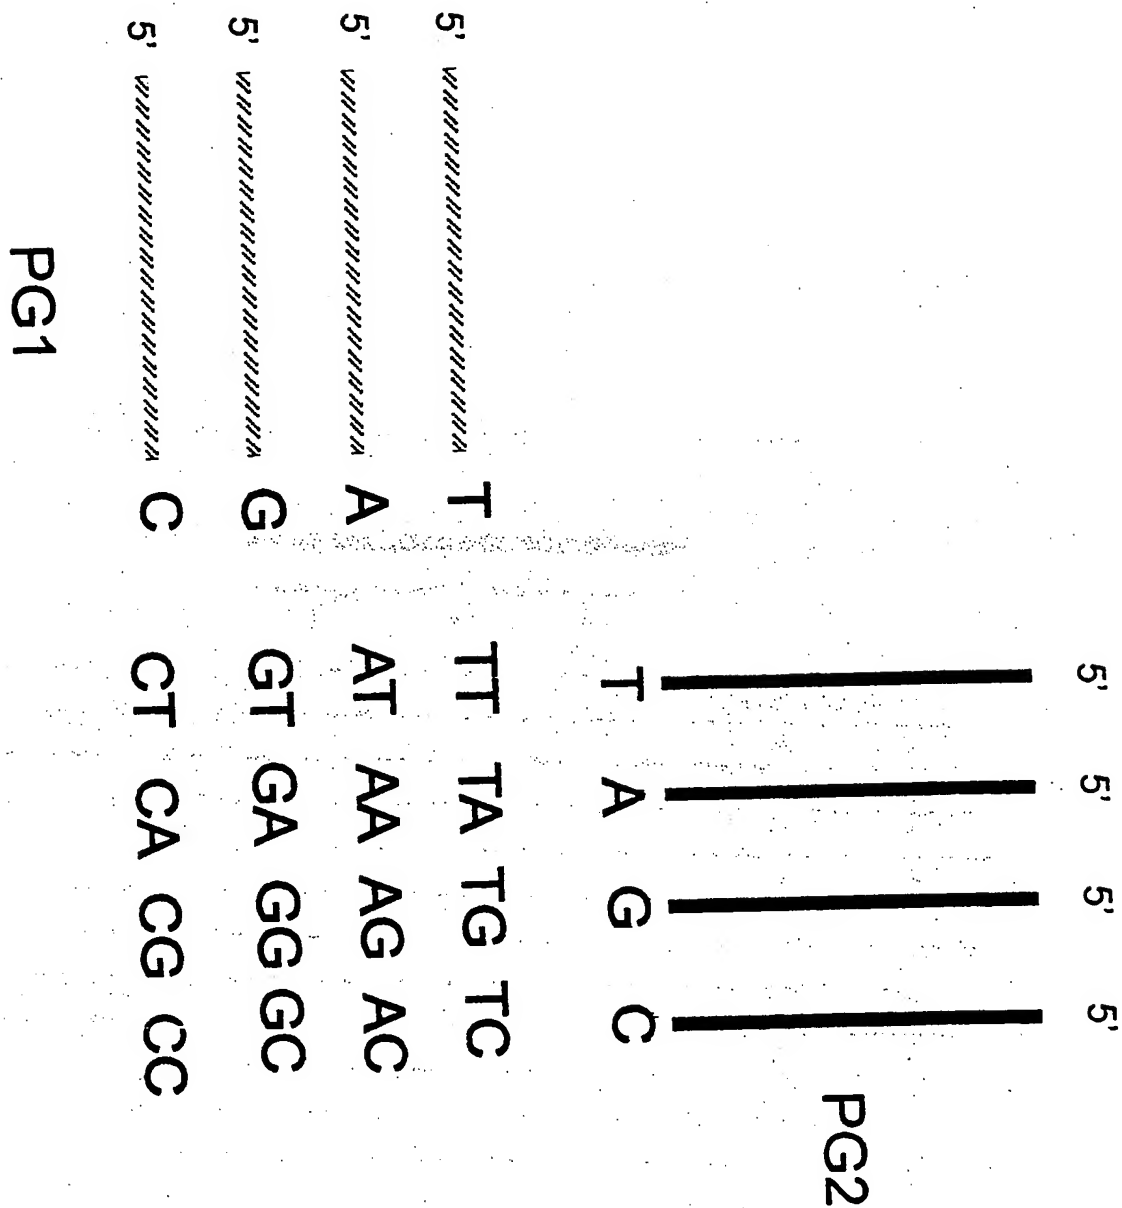 5' 5' 5' 5'
PG2
T A G C
5' T TT TA TG TC
5' A AT AA AG AC
5' G GT GA GG GC
5' C CT CA CG CC
PG1